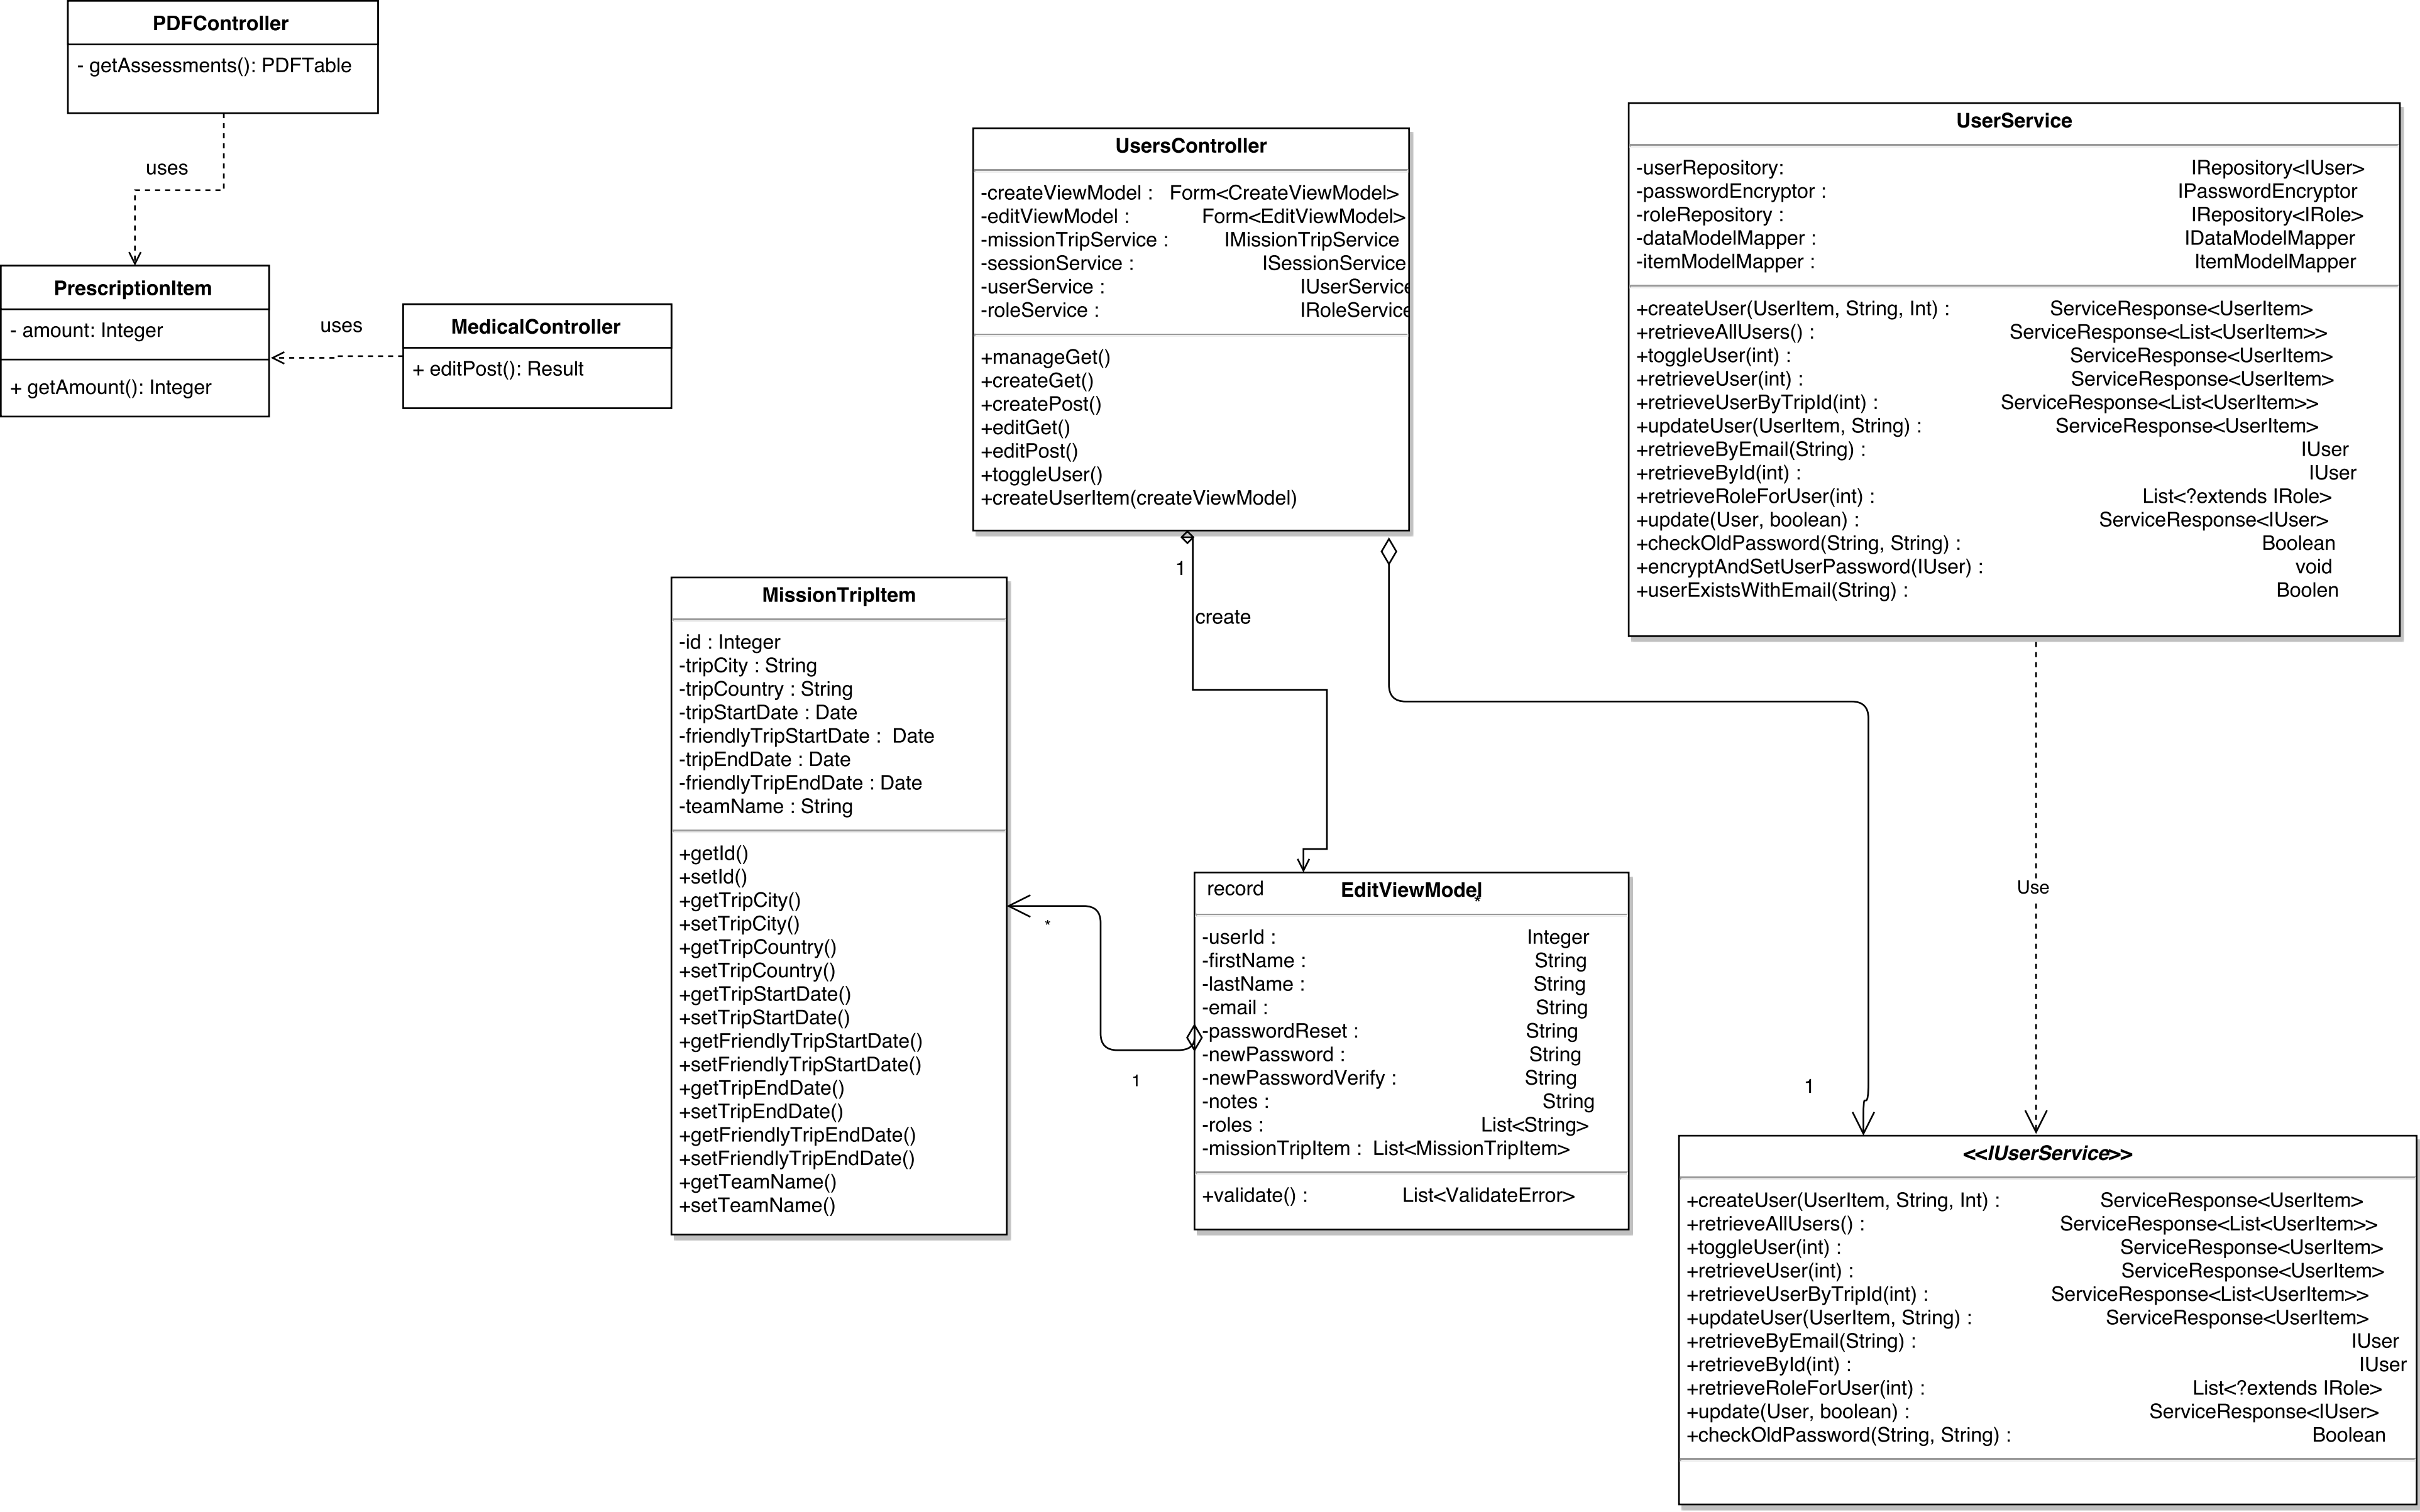 PDFController
- getAssessments(): PDFTable
uses
PrescriptionItem
- amount: Integer
+ getAmount(): Integer
uses
MedicalController
+ editPost(): Result
UsersController
-createViewModel : Form<CreateViewModel>
-editViewModel : Form<EditViewModel>
-missionTripService : IMissionTripService
-sessionService : ISessionService
-userService : IUserService
-roleService : IRoleService
+manageGet()
+createGet()
+createPost()
+editGet()
+editPost()
+toggleUser()
+createUserItem(createViewModel)
1
create
UserService
-userRepository: IRepository<IUser>
-passwordEncryptor : IPasswordEncryptor
-roleRepository : IRepository<IRole>
-dataModelMapper : IDataModelMapper
-itemModelMapper : ItemModelMapper
+createUser(UserItem, String, Int) : ServiceResponse<UserItem>
+retrieveAllUsers() : ServiceResponse<List<UserItem>>
+toggleUser(int) : ServiceResponse<UserItem>
+retrieveUser(int) : ServiceResponse<UserItem>
+retrieveUserByTripId(int) : ServiceResponse<List<UserItem>>
+updateUser(UserItem, String) : ServiceResponse<UserItem>
+retrieveByEmail(String) : IUser
+retrieveById(int) : IUser
+retrieveRoleForUser(int) : List<?extends IRole>
+update(User, boolean) : ServiceResponse<IUser>
+checkOldPassword(String, String) : Boolean
+encryptAndSetUserPassword(IUser) : void
+userExistsWithEmail(String) : Boolen
Use
MissionTripItem
-id : Integer
-tripCity : String
-tripCountry : String
-tripStartDate : Date
-friendlyTripStartDate : Date
-tripEndDate : Date
-friendlyTripEndDate : Date
-teamName : String
+getId()
+setId()
+getTripCity()
+setTripCity()
+getTripCountry()
+setTripCountry()
+getTripStartDate()
+setTripStartDate()
+getFriendlyTripStartDate()
+setFriendlyTripStartDate()
+getTripEndDate()
+setTripEndDate()
+getFriendlyTripEndDate()
+setFriendlyTripEndDate()
+getTeamName()
+setTeamName()
*
1
record EditViewModel
*
-userId : Integer
-firstName : String
-lastName : String
-email : String
-passwordReset : String
-newPassword : String
-newPasswordVerify : String
-notes : String
-roles : List<String>
-missionTripItem : List<MissionTripItem>
+validate() : List<ValidateError>
1
<<IUserService>>
+createUser(UserItem, String, Int) : ServiceResponse<UserItem>
+retrieveAllUsers() : ServiceResponse<List<UserItem>>
+toggleUser(int) : ServiceResponse<UserItem>
+retrieveUser(int) : ServiceResponse<UserItem>
+retrieveUserByTripId(int) : ServiceResponse<List<UserItem>>
+updateUser(UserItem, String) : ServiceResponse<UserItem>
+retrieveByEmail(String) : IUser
+retrieveById(int) : IUser
+retrieveRoleForUser(int) : List<?extends IRole>
+update(User, boolean) : ServiceResponse<IUser>
+checkOldPassword(String, String) : Boolean